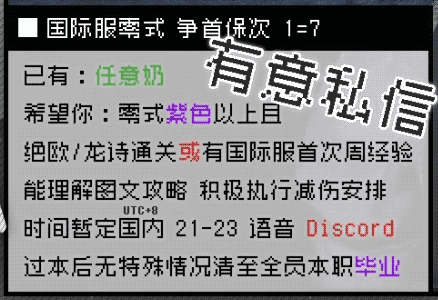 ■ 国际服零式 争首保次 1=7
有意私信
已有：任意奶
希望你：零式紫色以上且
绝欧/龙诗通关或有国际服首次周经验
能理解图文攻略 积极执行减伤安排
UTC+8
时间暂定国内 21-23 语音 Discord
过本后无特殊情况清至全员本职毕业